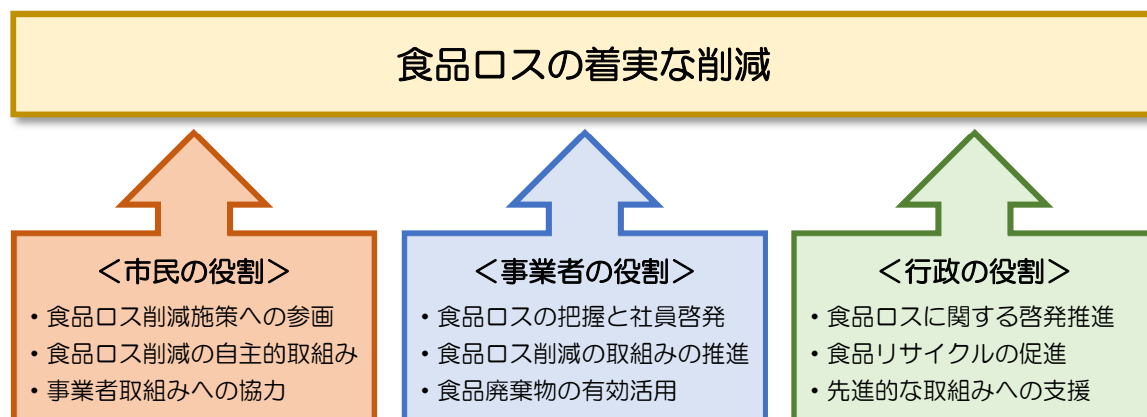 食品ロスの着実な削減
＜市民の役割＞
・食品ロス削減施策への参画
・食品ロス削減の自主的取組み
・事業者取組みへの協力
＜事業者の役割＞
・食品ロスの把握と社員啓発
・食品ロス削減の取組みの推進
・食品廃棄物の有効活用
＜行政の役割＞
・食品ロスに関する啓発推進
・食品リサイクルの促進
・先進的な取組みへの支援